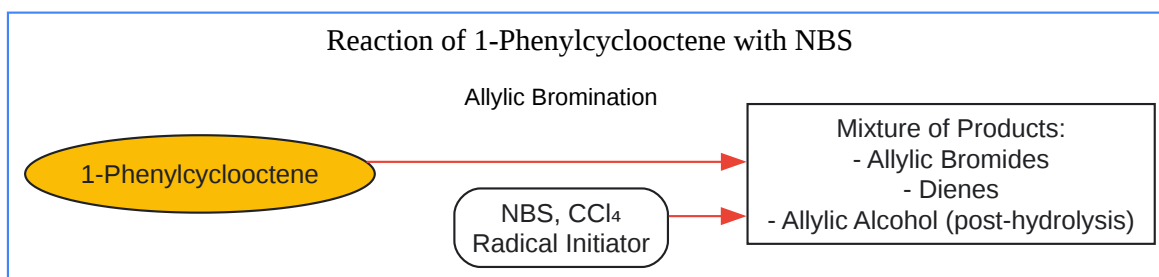 Reaction of 1-Phenylcyclooctene with NBS
Allylic Bromination
1-Phenylcyclooctene
NBS, CCl₄
Radical Initiator
Mixture of Products:
- Allylic Bromides
- Dienes
- Allylic Alcohol (post-hydrolysis)